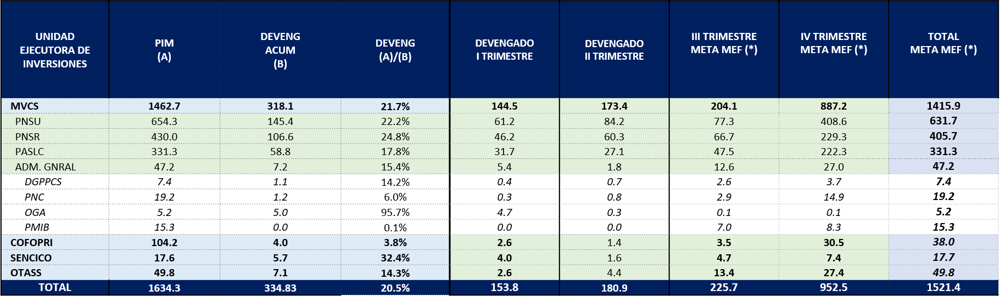 UNIDAD EJECUTORA DE INVERSIONES PIM (A) DEVENG ACUM (B) DEVENG (A)/(B) DEVENGADO I TRIMESTRE DEVENGADO II TRIMESTRE III TRIMESTRE META MEF (*) IV TRIMESTRE META MEF (*) TOTAL META MEF (*)
MVCS 1462.7 318.1 21.7% 144.5 173.4 204.1 887.2 1415.9
PNSU 654.3 145.4 22.2% 61.2 84.2 77.3 408.6 631.7
PNSR 430.0 106.6 24.8% 46.2 60.3 66.7 229.3 405.7
PASLC 331.3 58.8 17.8% 31.7 27.1 47.5 222.3 331.3
ADM. GNRAL 47.2 7.2 15.4% 5.4 1.8 12.6 27.0 47.2
DGPPCS 7.4 1.1 14.2% 0.4 0.7 2.6 3.7 7.4
PNC 19.2 1.2 6.0% 0.3 0.8 2.9 14.9 19.2
OGA 5.2 5.0 95.7% 4.7 0.3 0.1 0.1 5.2
PMIB 15.3 0.0 0.1% 0.0 0.0 7.0 8.3 15.3
COFOPRI 104.2 4.0 3.8% 2.6 1.4 3.5 30.5 38.0
SENCICO 17.6 5.7 32.4% 4.0 1.6 4.7 7.4 17.7
OTASS 49.8 7.1 14.3% 2.6 4.4 13.4 27.4 49.8
TOTAL 1634.3 334.83 20.5% 153.8 180.9 225.7 952.5 1521.4